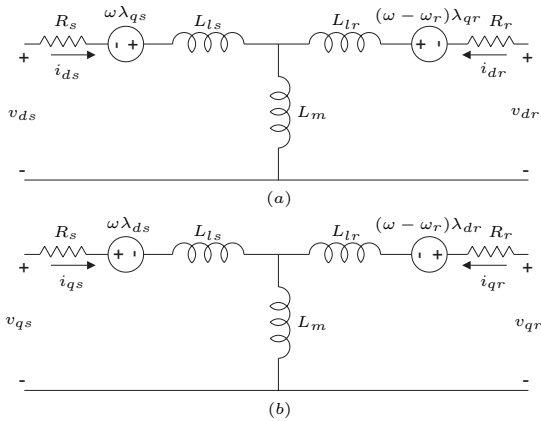 R_s ωλ_qs L_ls L_lr (ω − ω_r)λ_qr R_r
+ - + + - +
i_ds i_dr
v_ds L_m v_dr
- -
(a)
R_s ωλ_ds L_ls L_lr (ω − ω_r)λ_dr R_r
+ + - - + +
i_qs i_qr
v_qs L_m v_qr
- -
(b)